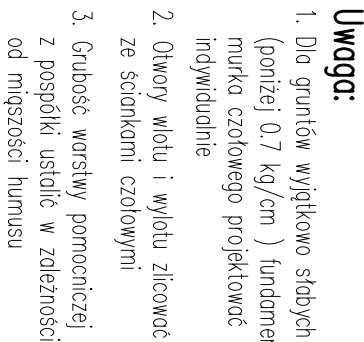 Uwaga:
1. Dla gruntów wyjątkowo słabych
(poniżej 0.7 kg/cm ) fundamen
murka czołowego projektować
indywidualnie
2. Otwory wlotu i wylotu zlicować
ze ściankami czołowymi
3. Grubość warstwy pomocniczej
z pospółki ustalić w zależności
od miąższości humusu